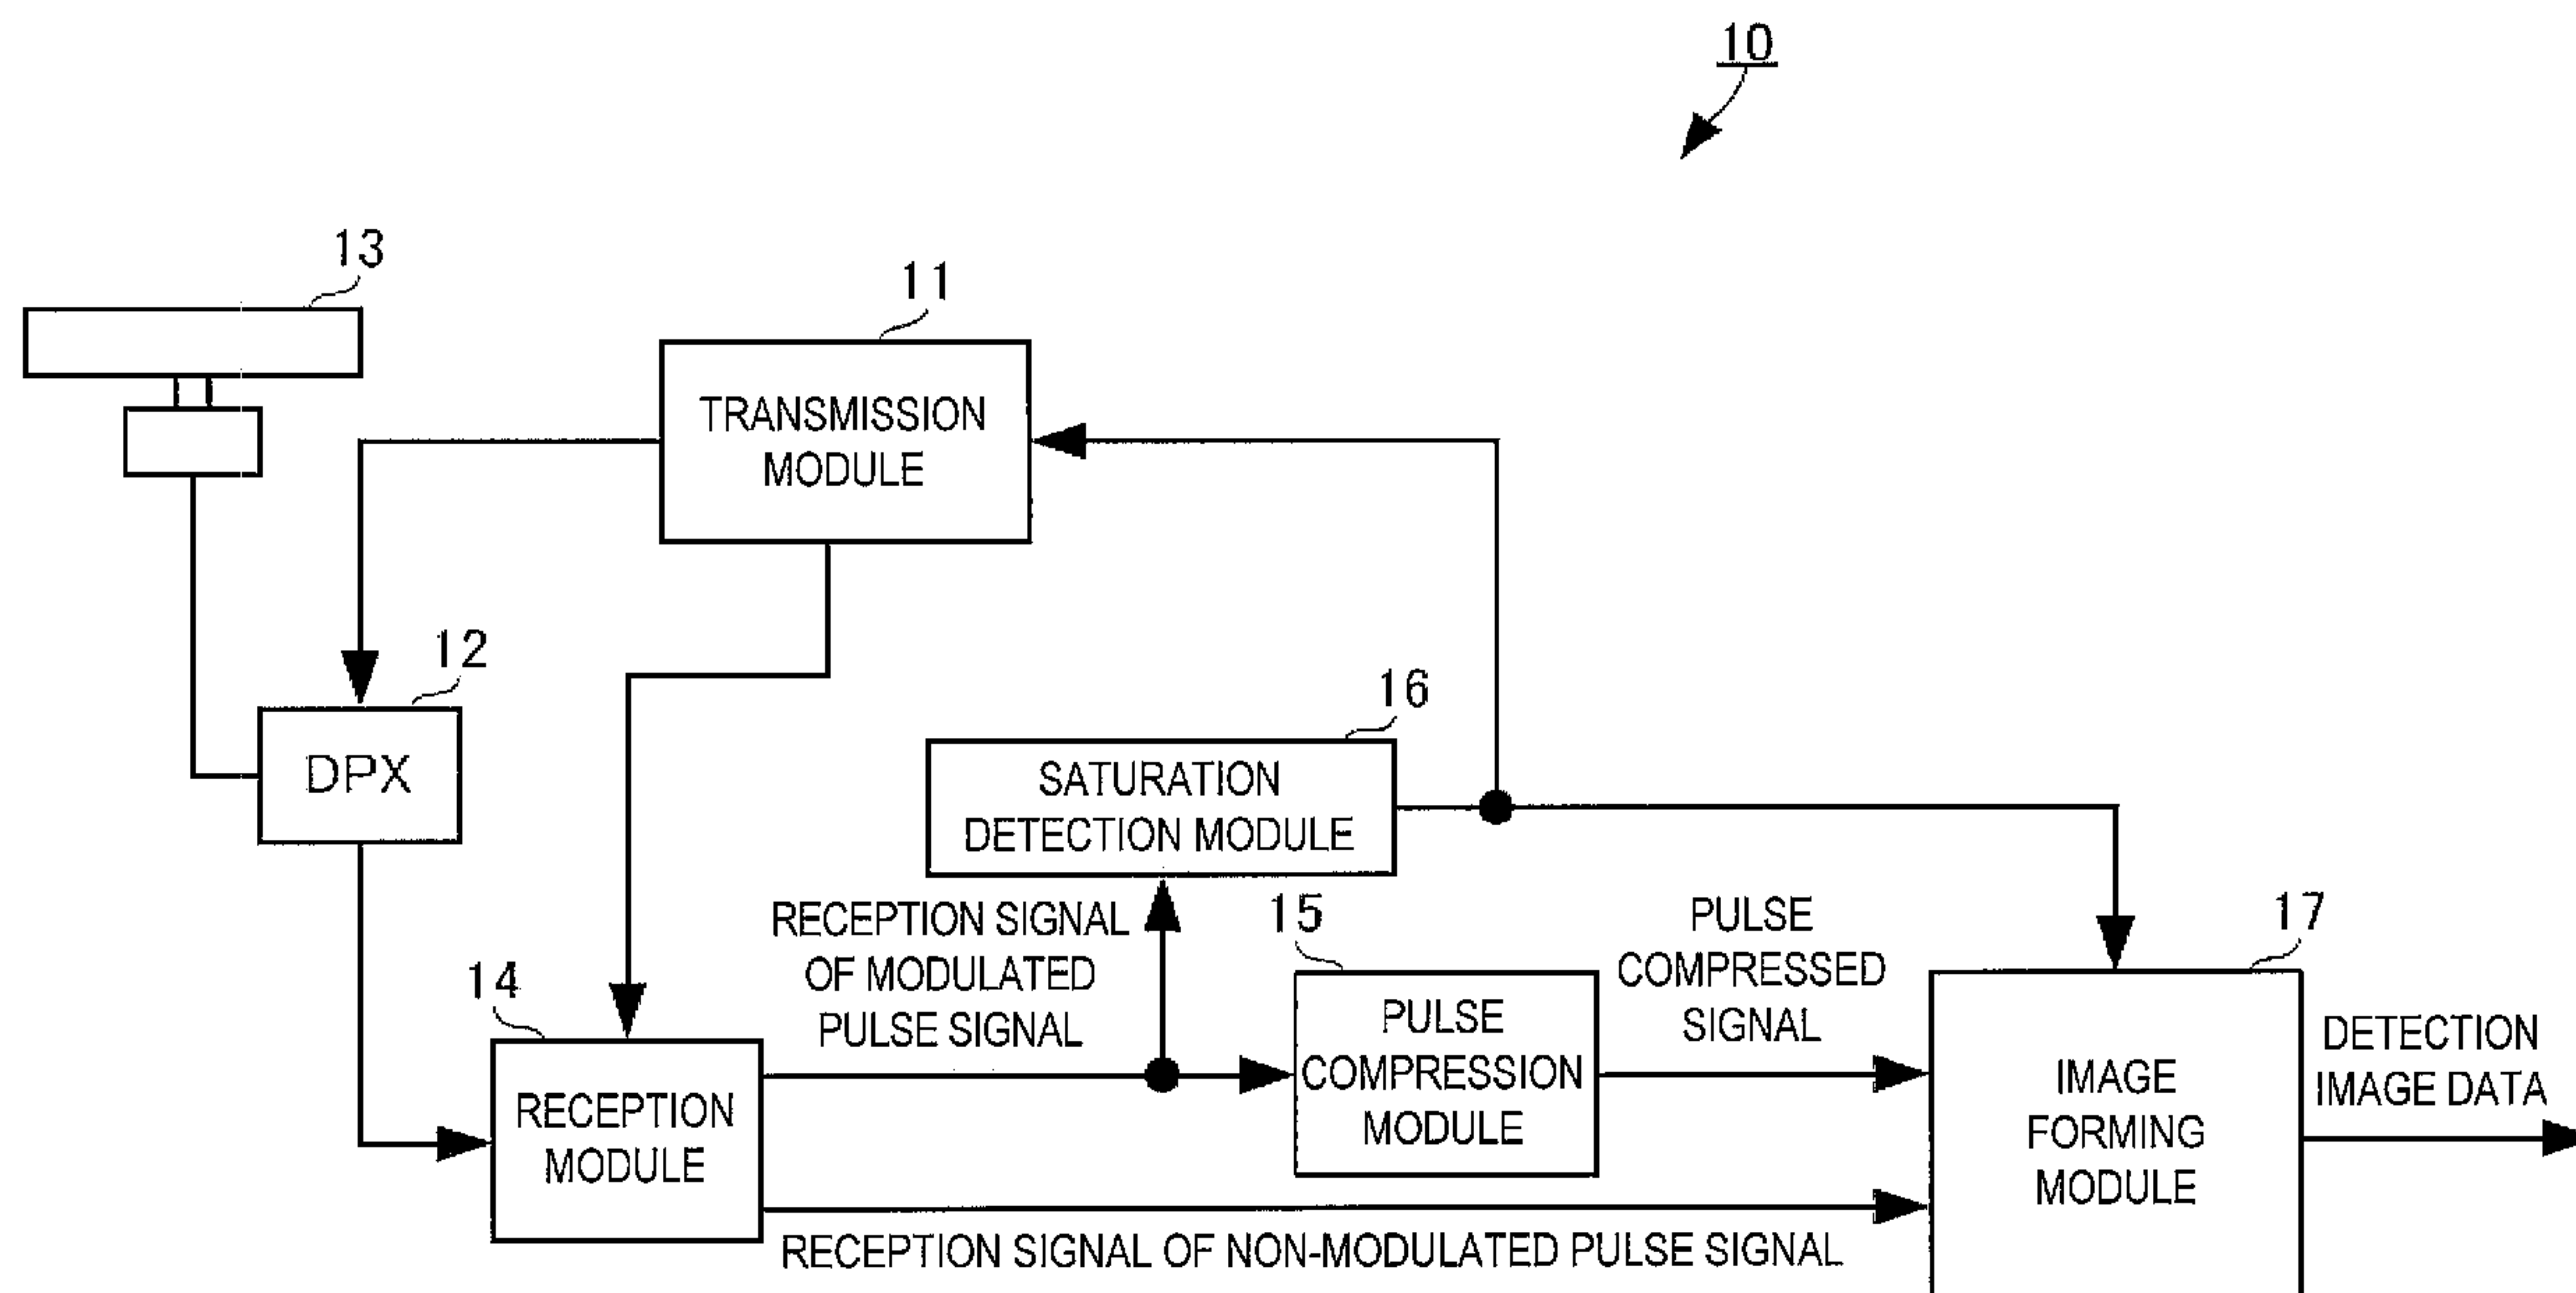 10
13
11
TRANSMISSION
MODULE
12
DPX
16
SATURATION
DETECTION MODULE
14
RECEPTION
MODULE
RECEPTION SIGNAL
OF MODULATED
PULSE SIGNAL
15
PULSE
COMPRESSION
MODULE
PULSE
COMPRESSED
SIGNAL
17
IMAGE
FORMING
MODULE
DETECTION
IMAGE DATA
RECEPTION SIGNAL OF NON-MODULATED PULSE SIGNAL